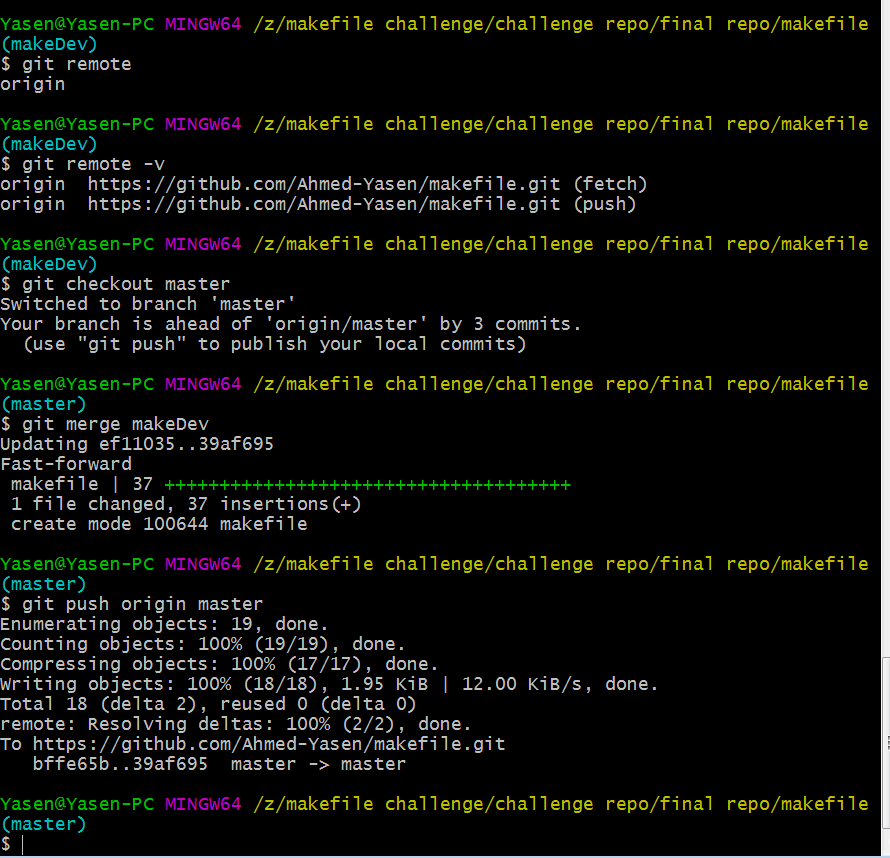 Yasen@Yasen-PC MINGW64 /z/makefile challenge/challenge repo/final repo/makefile
(makeDev)
$ git remote
origin
Yasen@Yasen-PC MINGW64 /z/makefile challenge/challenge repo/final repo/makefile
(makeDev)
$ git remote -v
origin  https://github.com/Ahmed-Yasen/makefile.git (fetch)
origin  https://github.com/Ahmed-Yasen/makefile.git (push)
Yasen@Yasen-PC MINGW64 /z/makefile challenge/challenge repo/final repo/makefile
(makeDev)
$ git checkout master
Switched to branch 'master'
Your branch is ahead of 'origin/master' by 3 commits.
  (use "git push" to publish your local commits)
Yasen@Yasen-PC MINGW64 /z/makefile challenge/challenge repo/final repo/makefile
(master)
$ git merge makeDev
Updating ef11035..39af695
Fast-forward
 makefile | 37 +++++++++++++++++++++++++++++++++++++
 1 file changed, 37 insertions(+)
 create mode 100644 makefile
Yasen@Yasen-PC MINGW64 /z/makefile challenge/challenge repo/final repo/makefile
(master)
$ git push origin master
Enumerating objects: 19, done.
Counting objects: 100% (19/19), done.
Compressing objects: 100% (17/17), done.
Writing objects: 100% (18/18), 1.95 KiB | 12.00 KiB/s, done.
Total 18 (delta 2), reused 0 (delta 0)
remote: Resolving deltas: 100% (2/2), done.
To https://github.com/Ahmed-Yasen/makefile.git
   bffe65b..39af695  master -> master
Yasen@Yasen-PC MINGW64 /z/makefile challenge/challenge repo/final repo/makefile
(master)
$